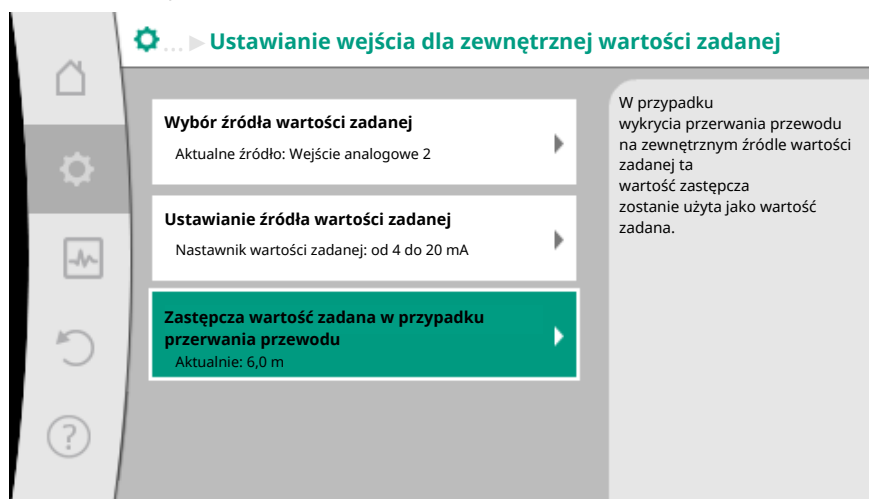 ... ▶ Ustawianie wejścia dla zewnętrznej wartości zadanej
Wybór źródła wartości zadanej
Aktualne źródło: Wejście analogowe 2
Ustawianie źródła wartości zadanej
Nastawnik wartości zadanej: od 4 do 20 mA
Zastępcza wartość zadana w przypadku
przerwania przewodu
Aktualnie: 6,0 m
W przypadku
wykrycia przerwania przewodu
na zewnętrznym źródle wartości
zadanej ta
wartość zastępcza
zostanie użyta jako wartość
zadana.
?